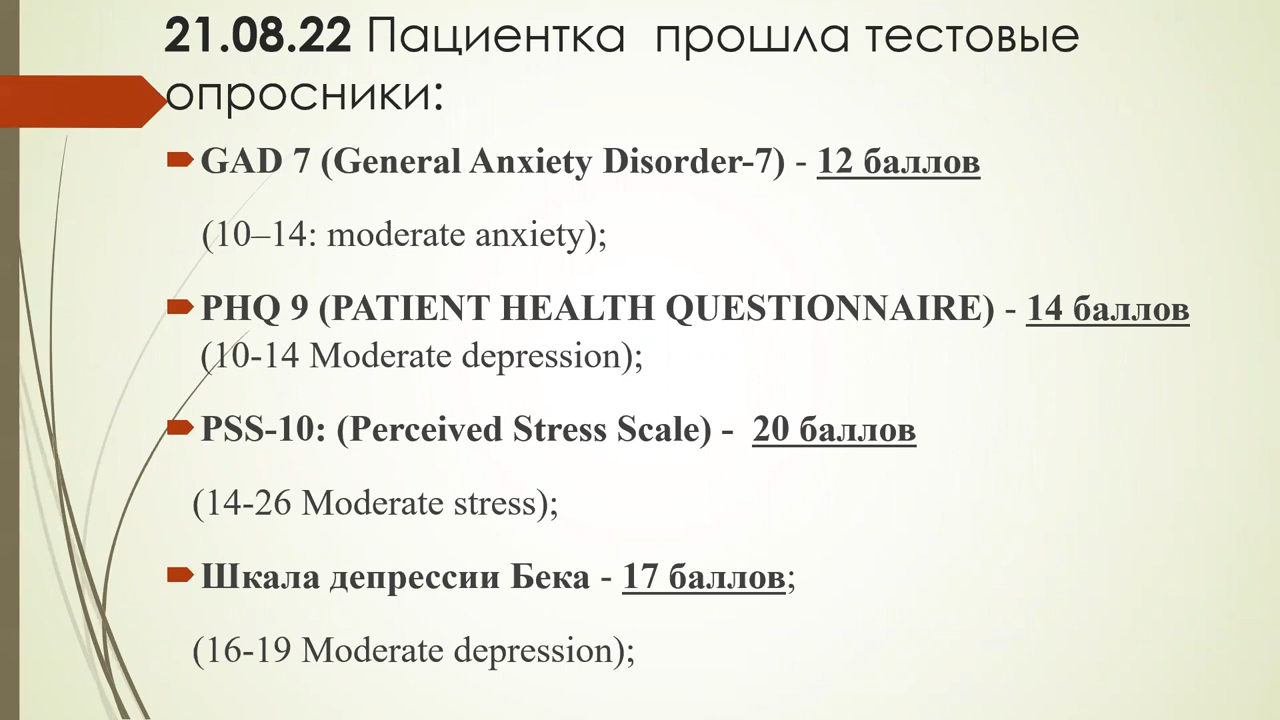 21.08.22 Пациентка прошла тестовые
опросники:
GAD 7 (General Anxiety Disorder-7) - 12 баллов
(10–14: moderate anxiety);
PHQ 9 (PATIENT HEALTH QUESTIONNAIRE) - 14 баллов
(10-14 Moderate depression);
PSS-10: (Perceived Stress Scale) - 20 баллов
(14-26 Moderate stress);
Шкала депрессии Бека - 17 баллов;
(16-19 Moderate depression);